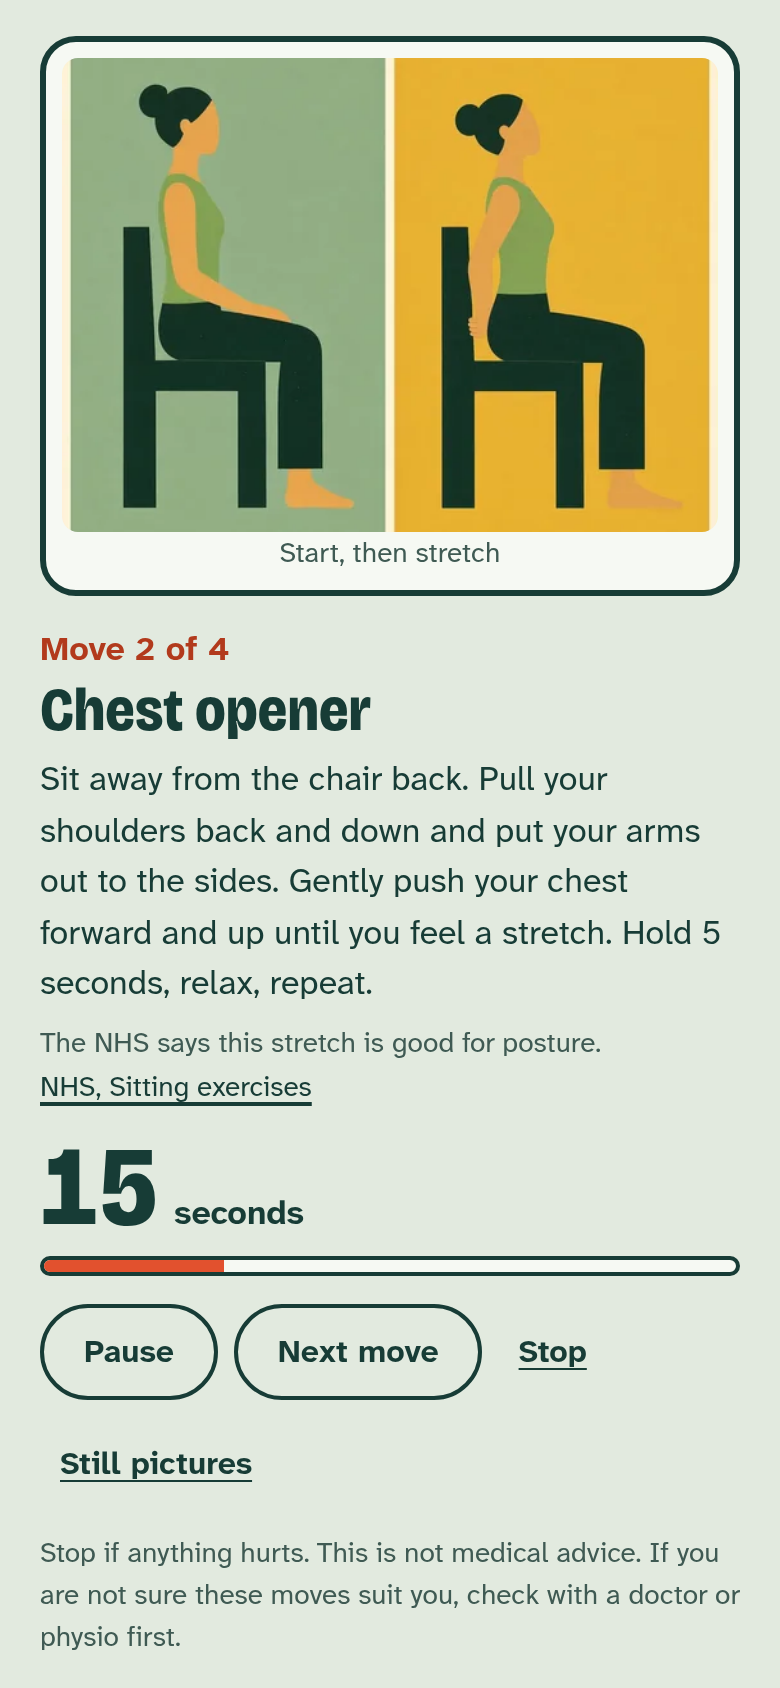 Start, then stretch
Move 2 of 4
Chest opener
Sit away from the chair back. Pull your
shoulders back and down and put your arms
out to the sides. Gently push your chest
forward and up until you feel a stretch. Hold 5
seconds, relax, repeat.
The NHS says this stretch is good for posture.
NHS, Sitting exercises
15 seconds
Pause Next move Stop
Still pictures
Stop if anything hurts. This is not medical advice. If you
are not sure these moves suit you, check with a doctor or
physio first.